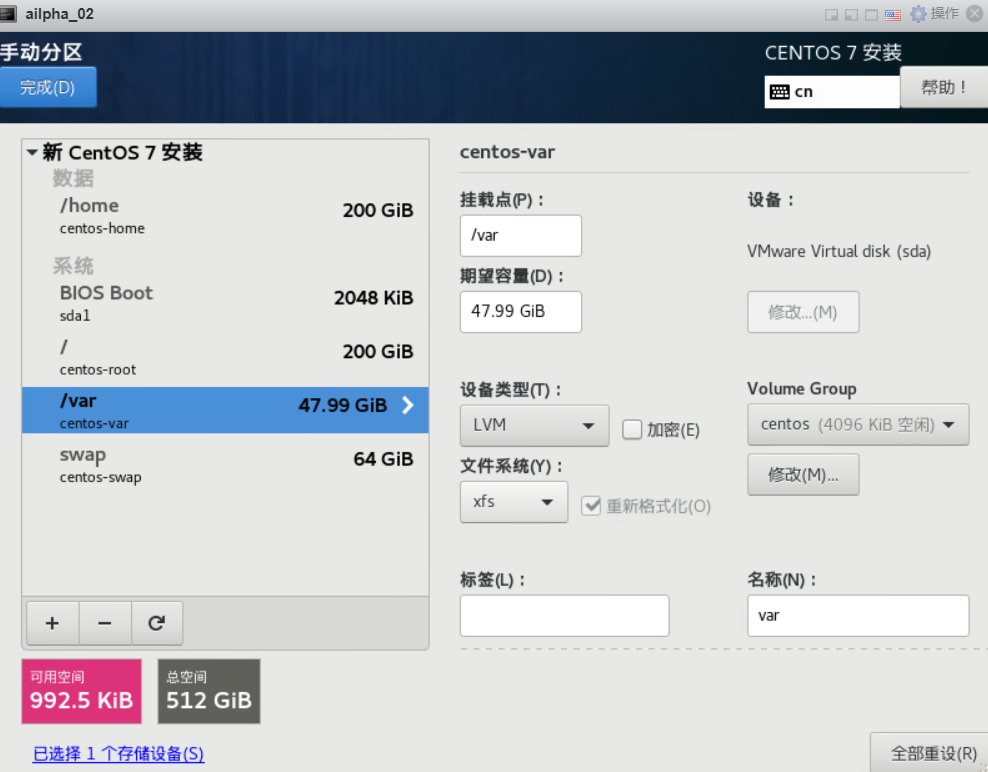 ailpha_02
操作
手动分区
CENTOS 7 安装
完成(D)
cn
帮助！
新 CentOS 7 安装
数据
/home
200 GiB
centos-home
系统
BIOS Boot
2048 KiB
sda1
/
200 GiB
centos-root
/var
47.99 GiB
centos-var
swap
64 GiB
centos-swap
centos-var
挂载点(P)：
设备：
/var
VMware Virtual disk (sda)
期望容量(D)：
47.99 GiB
修改...(M)
设备类型(T)：
Volume Group
LVM
加密(E)
centos (4096 KiB 空闲)
文件系统(Y)：
修改(M)...
xfs
重新格式化(O)
标签(L)：
名称(N)：
var
+ −
可用空间
992.5 KiB
总空间
512 GiB
已选择 1 个存储设备(S)
全部重设(R)